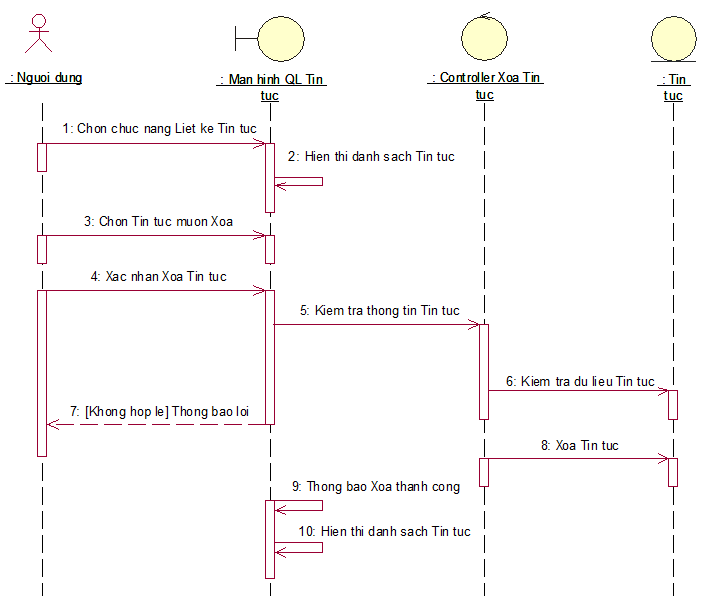 : Nguoi dung
: Man hinh QL Tin
tuc
: Controller Xoa Tin
tuc
: Tin
tuc
1: Chon chuc nang Liet ke Tin tuc
2: Hien thi danh sach Tin tuc
3: Chon Tin tuc muon Xoa
4: Xac nhan Xoa Tin tuc
5: Kiem tra thong tin Tin tuc
6: Kiem tra du lieu Tin tuc
7: [Khong hop le] Thong bao loi
8: Xoa Tin tuc
9: Thong bao Xoa thanh cong
10: Hien thi danh sach Tin tuc